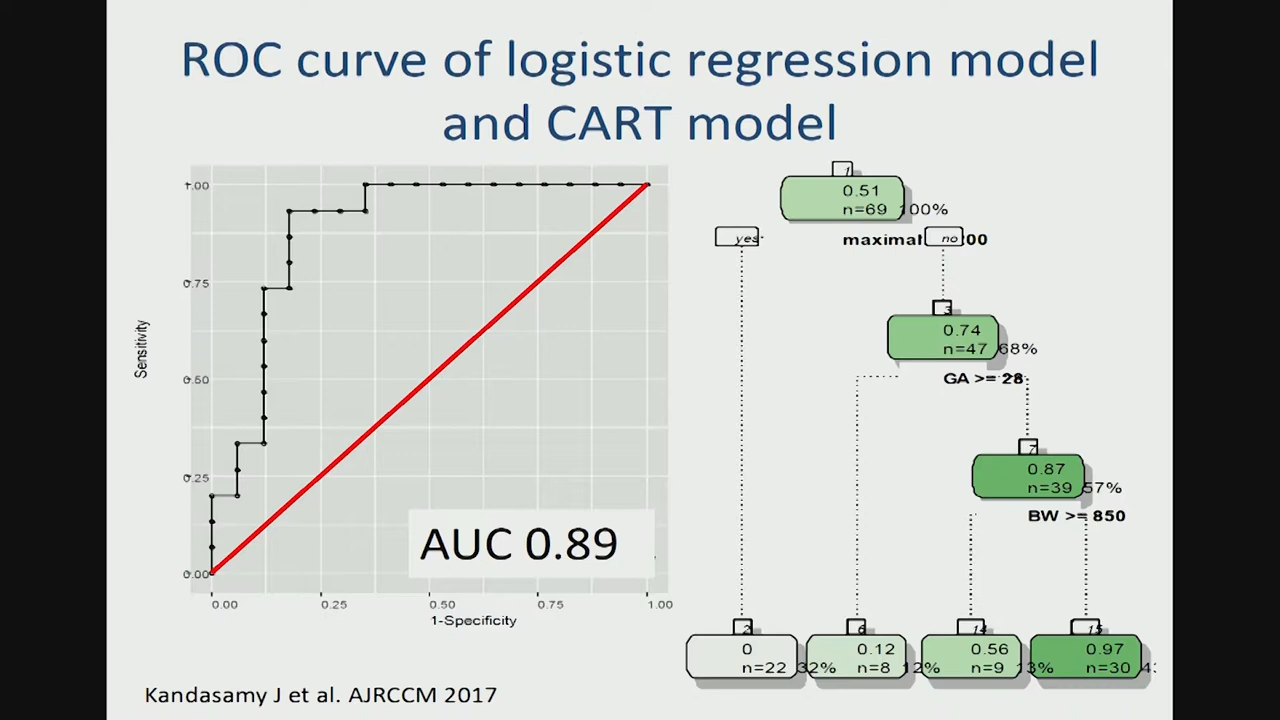 ROC curve of logistic regression model
and CART model
1.00
0.75
0.50
0.25
0.00
Sensitivity
0.00 0.25 0.50 0.75 1.00
1-Specificity
AUC 0.89
1
0.51
n=69 100%
yes
no
3
0.74
n=47 68%
GA >= 28
7
0.87
n=39 57%
BW >= 850
2
0
n=22 32%
6
0.12
n=8 12%
14
0.56
n=9 13%
15
0.97
n=30
Kandasamy J et al. AJRCCM 2017